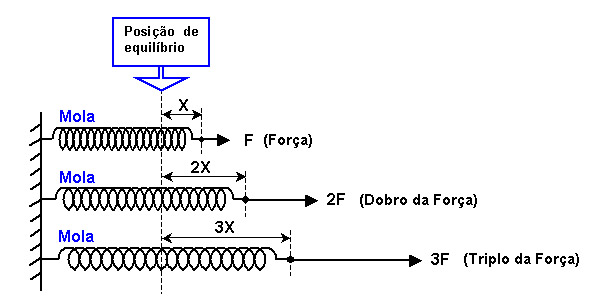 Posição de
equilíbrio
X
Mola
F (Força)
2X
Mola
2F (Dobro da Força)
3X
Mola
3F (Triplo da Força)